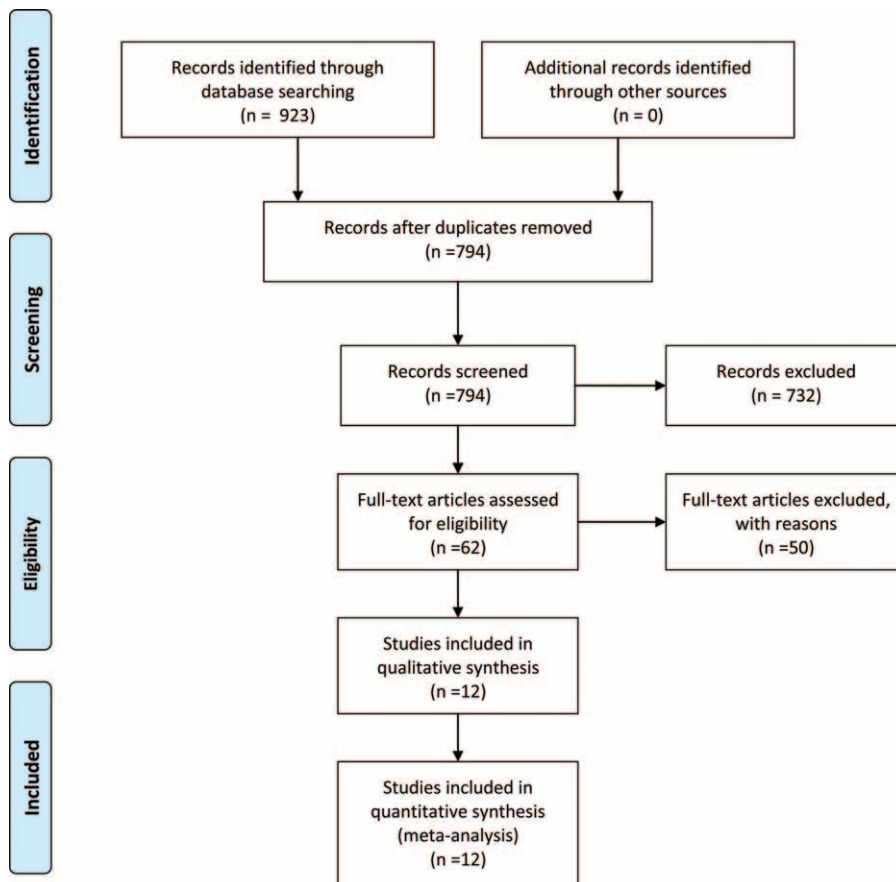 Identification
Records identified through
database searching
(n = 923)
Additional records identified
through other sources
(n = 0)
Records after duplicates removed
(n =794)
Screening
Records screened
(n =794)
Records excluded
(n = 732)
Eligibility
Full-text articles assessed
for eligibility
(n =62)
Full-text articles excluded,
with reasons
(n =50)
Studies included in
qualitative synthesis
(n =12)
Included
Studies included in
quantitative synthesis
(meta-analysis)
(n =12)